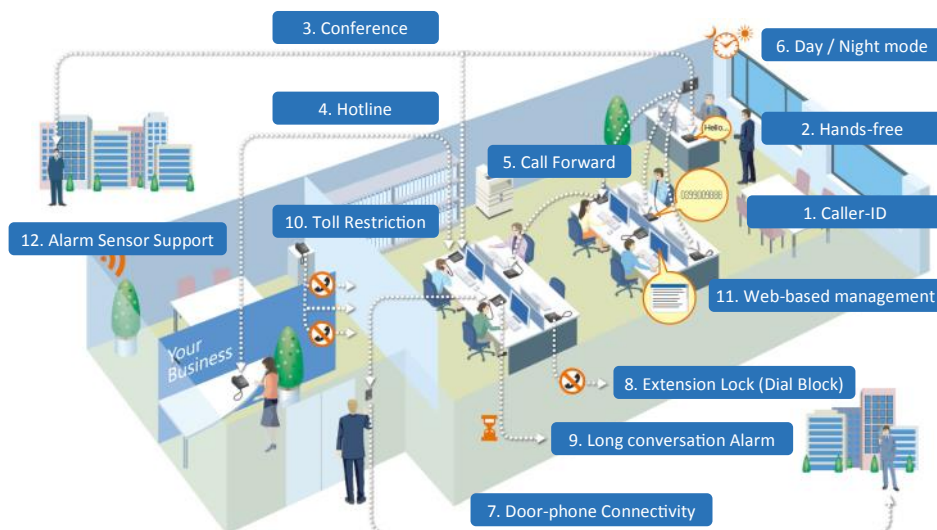 3. Conference
6. Day / Night mode
4. Hotline
2. Hands-free
Hello...
5. Call Forward
1. Caller-ID
10. Toll Restriction
12. Alarm Sensor Support
11. Web-based management
Your
Business
8. Extension Lock (Dial Block)
9. Long conversation Alarm
7. Door-phone Connectivity